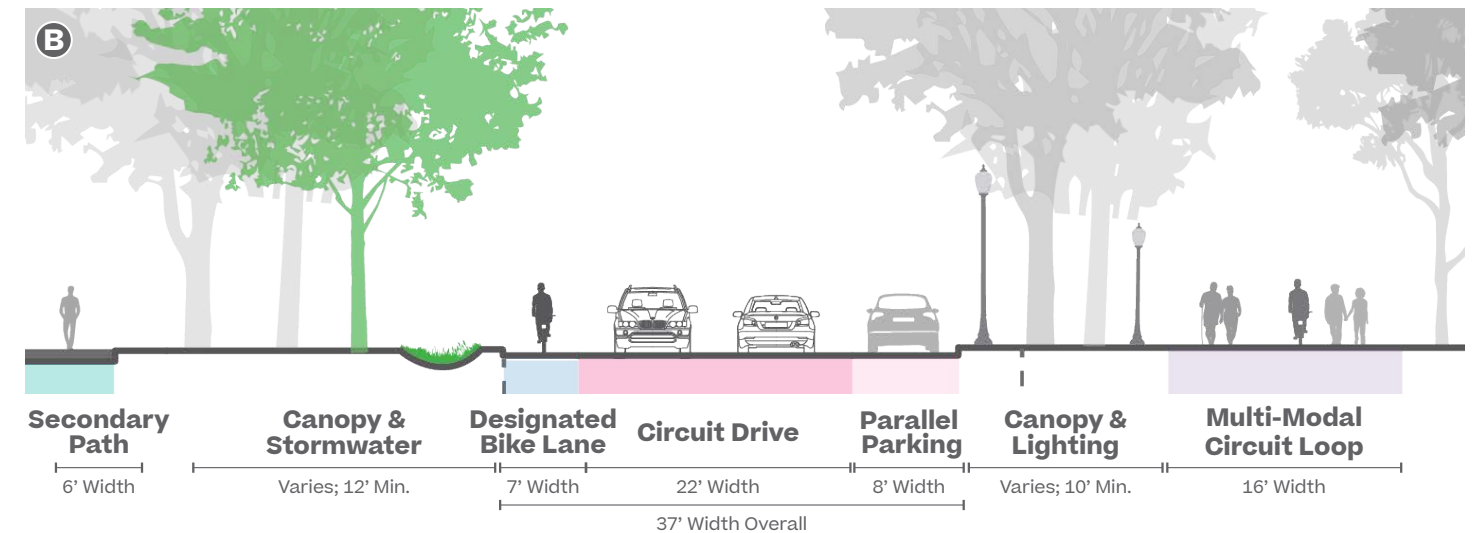 B
Secondary
Path
6’ Width
Canopy &
Stormwater
Varies; 12’ Min.
Designated
Bike Lane
7’ Width
Circuit Drive
22’ Width
Parallel
Parking
8’ Width
37’ Width Overall
Canopy &
Lighting
Varies; 10’ Min.
Multi-Modal
Circuit Loop
16’ Width